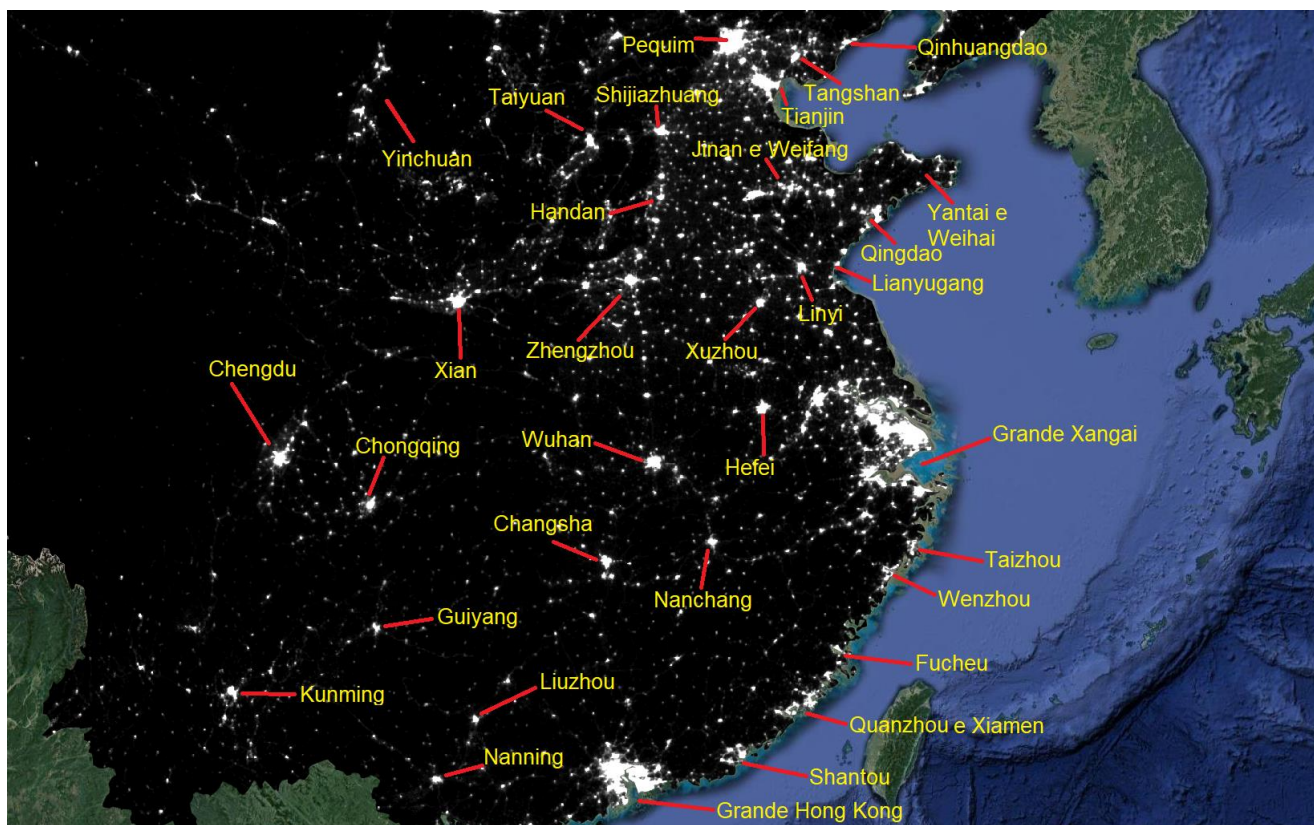 Pequim
Qinhuangdao
Taiyuan
Shijiazhuang
Tangshan
Tianjin
Yinchuan
Jinan e Weifang
Handan
Yantai e
Weihai
Qingdao
Lianyugang
Linyi
Zhengzhou
Xuzhou
Xian
Chengdu
Chongqing
Wuhan
Hefei
Grande Xangai
Changsha
Taizhou
Nanchang
Wenzhou
Guiyang
Fucheu
Liuzhou
Kunming
Quanzhou e Xiamen
Nanning
Shantou
Grande Hong Kong